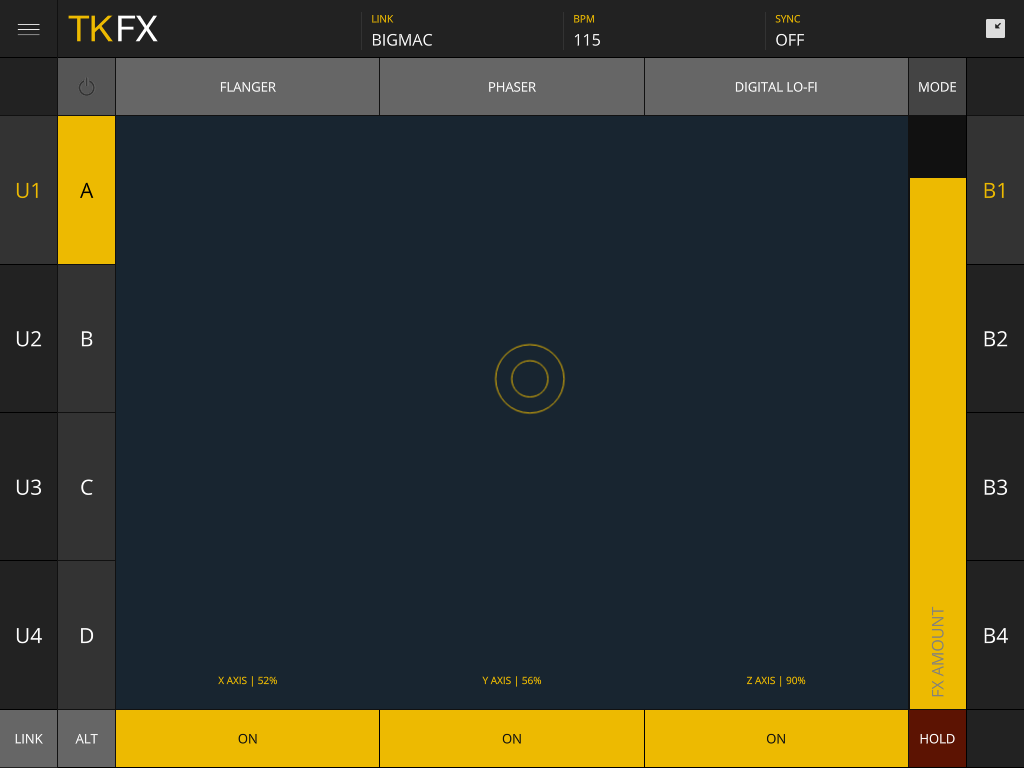 TKFX
LINK
BIGMAC
BPM
115
SYNC
OFF
FLANGER
PHASER
DIGITAL LO-FI
MODE
U1
A
B1
U2
B
B2
U3
C
B3
U4
D
B4
X AXIS | 52%
Y AXIS | 56%
Z AXIS | 90%
FX AMOUNT
LINK
ALT
ON
ON
ON
HOLD